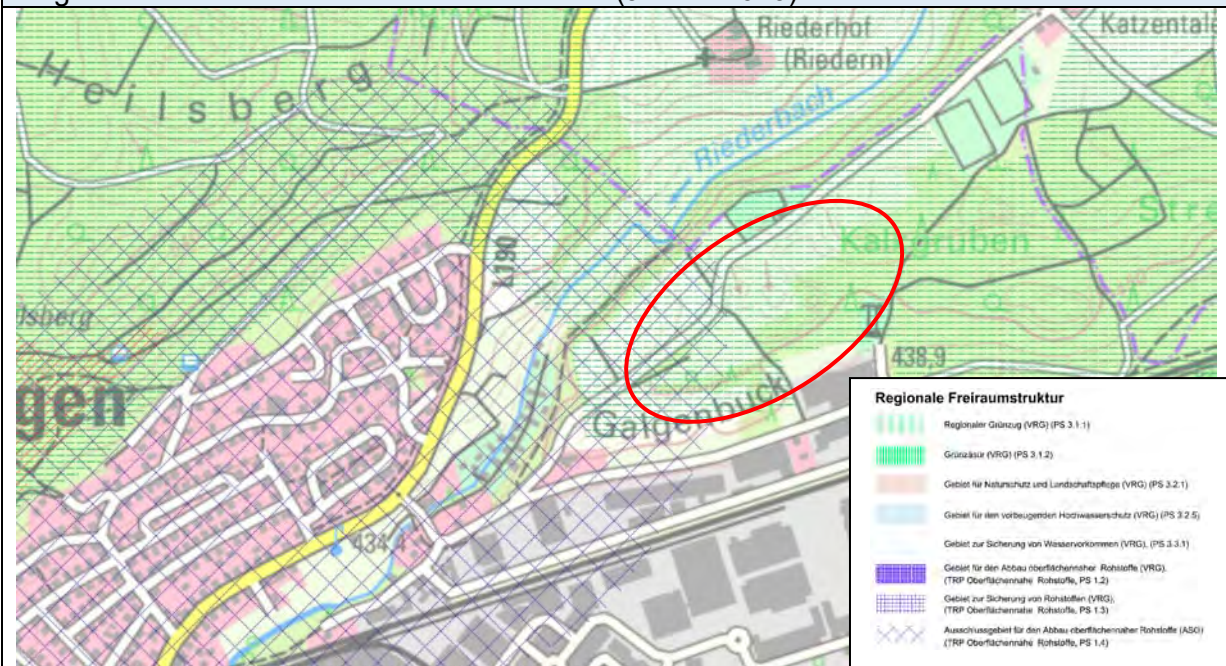 Heilsberg
Riederhof
(Riedern)
Riederbach
K190
438,9
Galgenbuck
gen
434,
Regionale Freiraumstruktur
Regionaler Grünzug (VRG) (PS 3.1.1)
Grünzäsur (VRG) (PS 3.1.2)
Gebiet für Naturschutz und Landschaftspflege (VRG) (PS 3.2.1)
Gebiet für den vorbeugenden Hochwasserschutz (VRG) (PS 3.2.5)
Gebiet zur Sicherung von Wasservorkommen (VRG), (PS 3.3.1)
Gebiet für den Abbau oberflächennaher Rohstoffe (VRG),
(TRP Oberflächennahe Rohstoffe, PS 1.2)
Gebiet zur Sicherung von Rohstoffen (VRG),
(TRP Oberflächennahe Rohstoffe, PS 1.3)
Ausschlussgebiet für den Abbau oberflächennaher Rohstoffe (ASG)
(TRP Oberflächennahe Rohstoffe, PS 1.4)